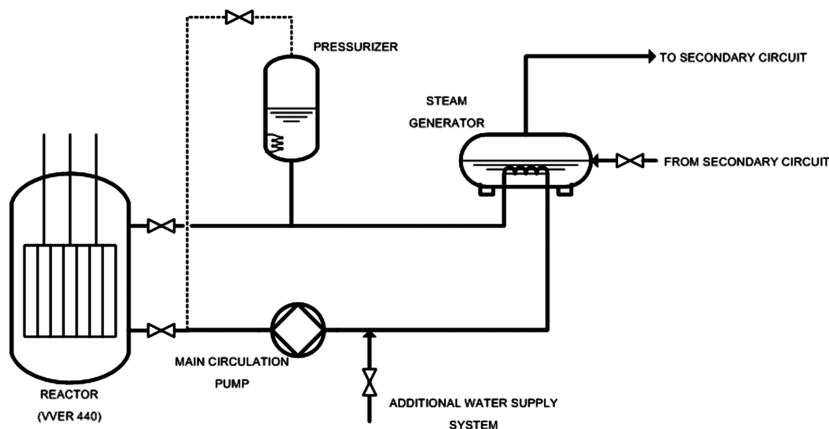 PRESSURIZER
TO SECONDARY CIRCUIT
STEAM
GENERATOR
FROM SECONDARY CIRCUIT
MAIN CIRCULATION
PUMP
REACTOR
(VVER 440)
ADDITIONAL WATER SUPPLY
SYSTEM